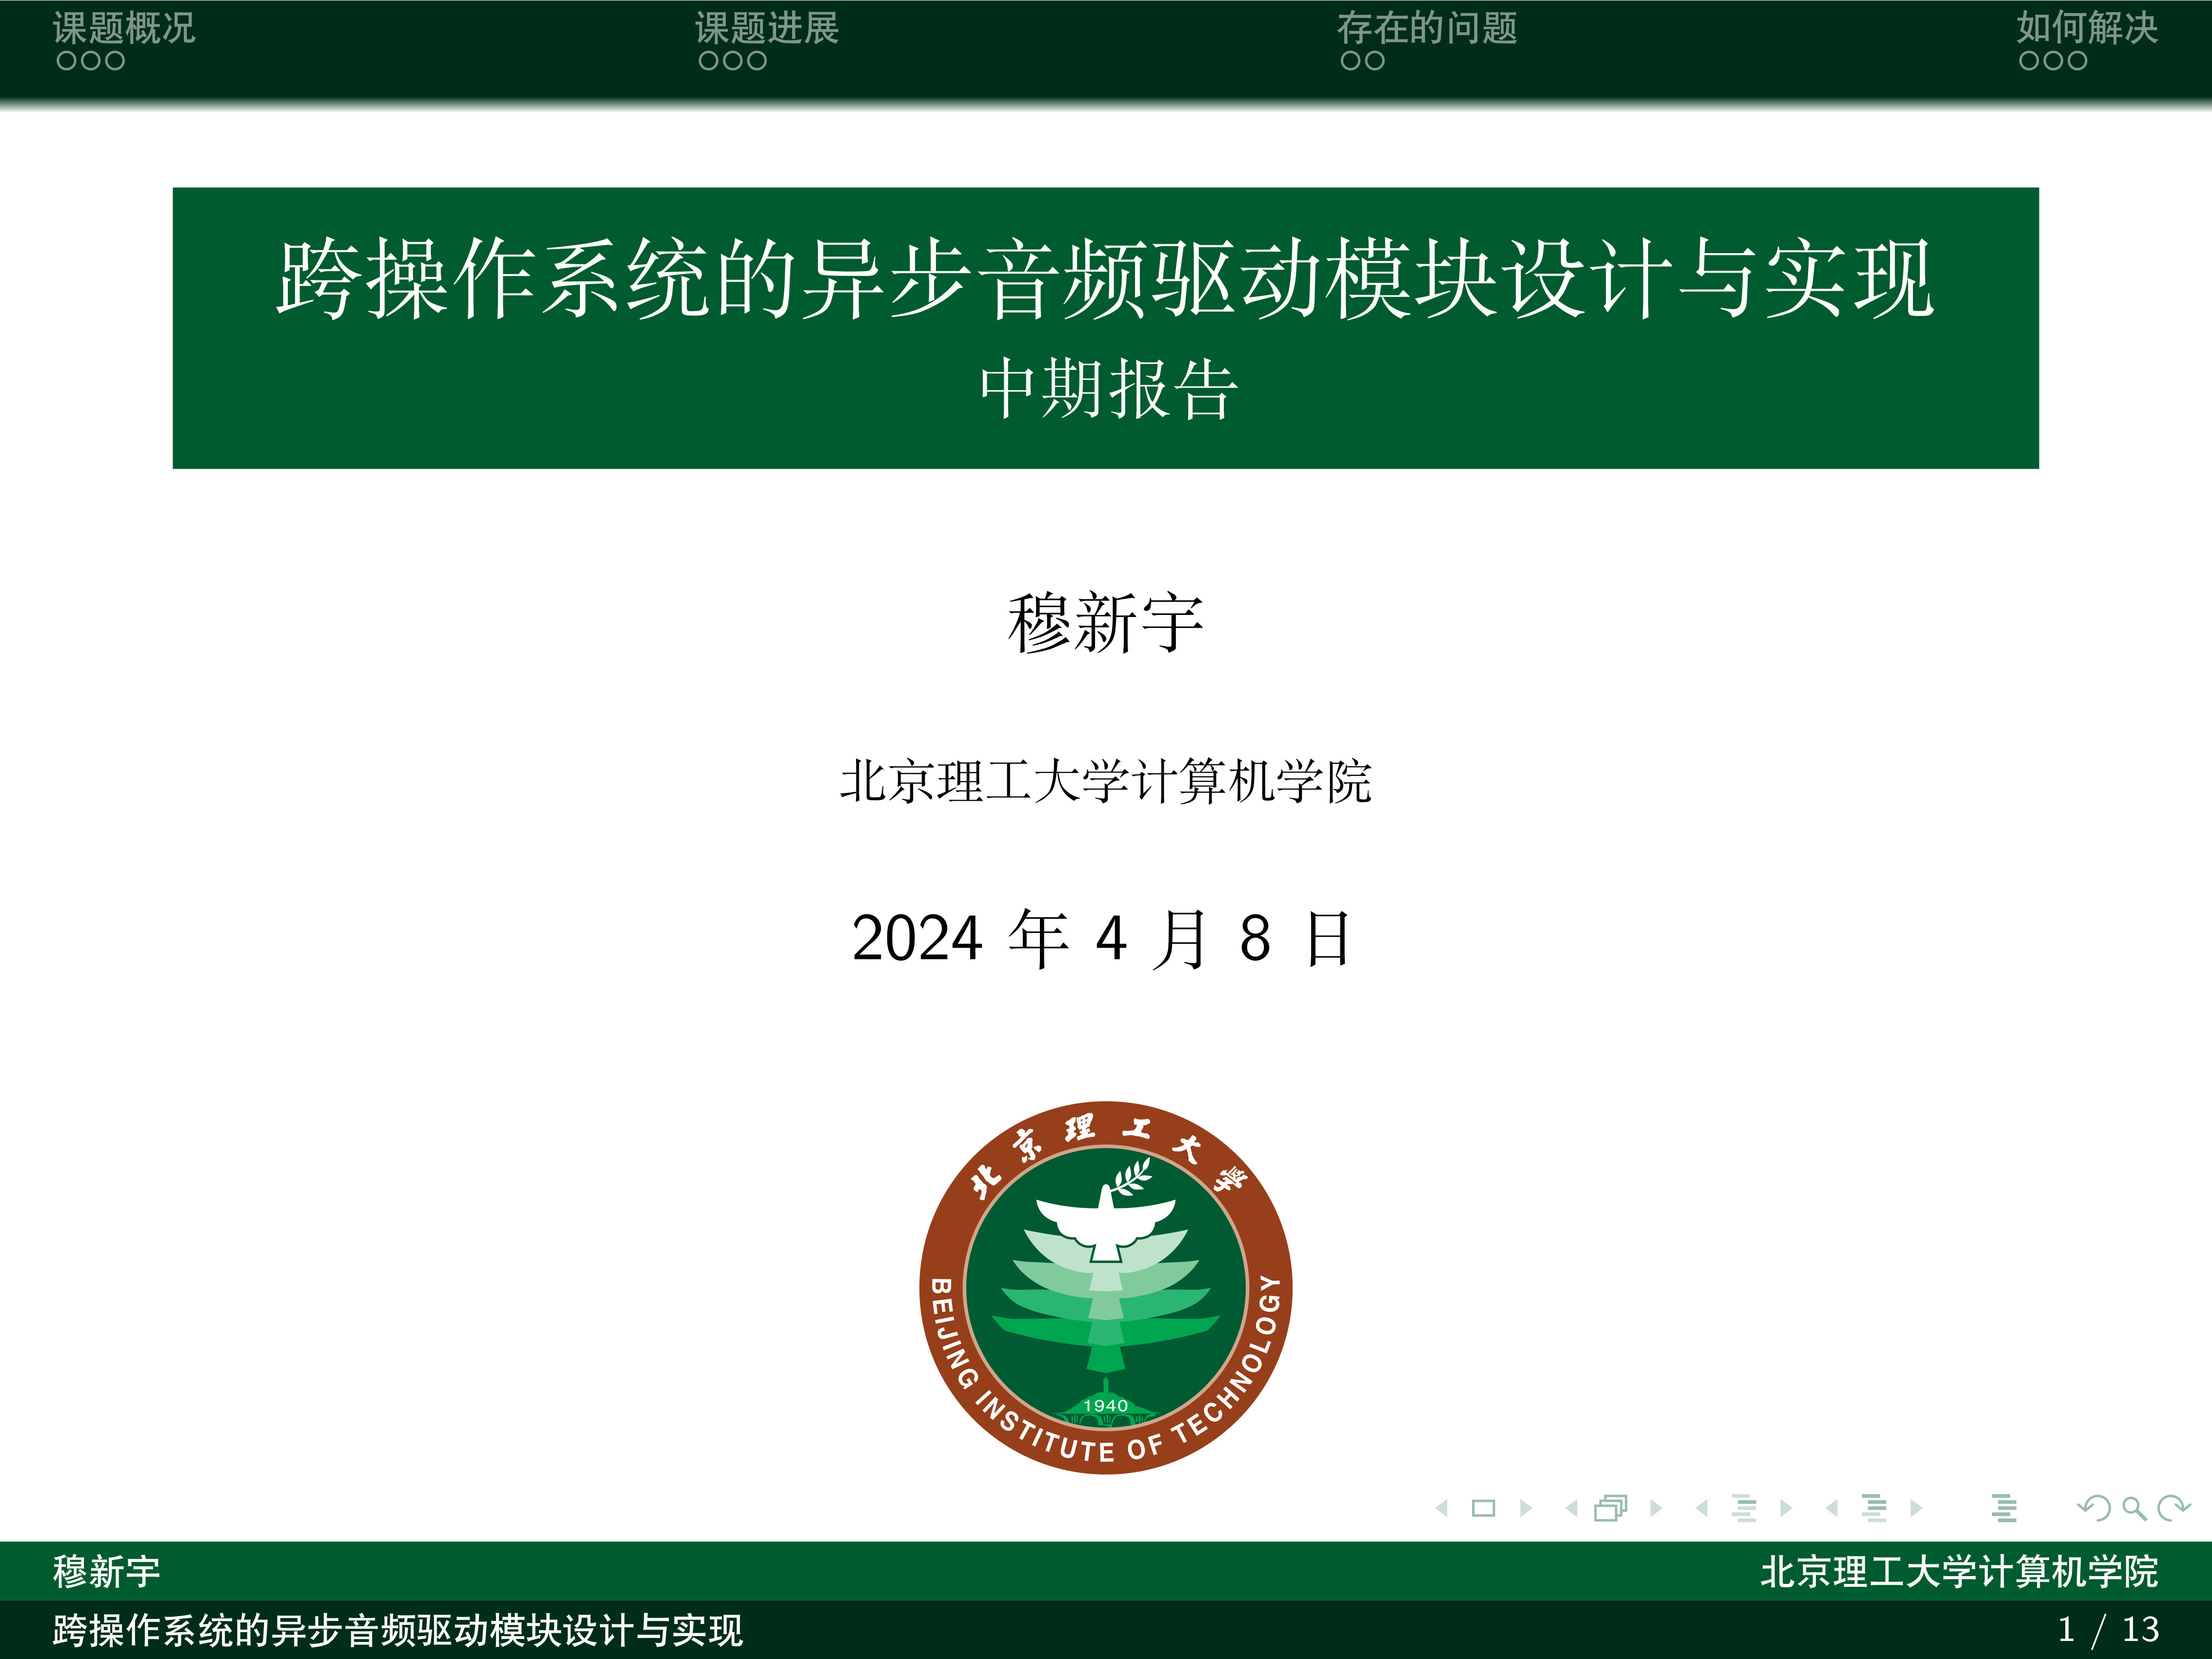 课题概况
课题进展
存在的问题
如何解决
跨操作系统的异步音频驱动模块设计与实现
中期报告
穆新宇
北京理工大学计算机学院
2024 年 4 月 8 日
北京理工大学
1940
BEIJING INSTITUTE OF TECHNOLOGY
穆新宇
北京理工大学计算机学院
跨操作系统的异步音频驱动模块设计与实现
1 / 13